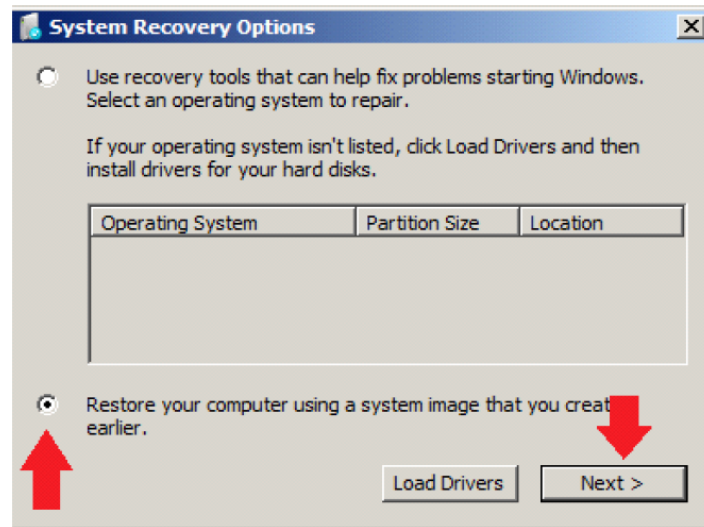 System Recovery Options
Use recovery tools that can help fix problems starting Windows.
Select an operating system to repair.
If your operating system isn't listed, click Load Drivers and then
install drivers for your hard disks.
Operating System Partition Size Location
Restore your computer using a system image that you creat
earlier.
Load Drivers Next >